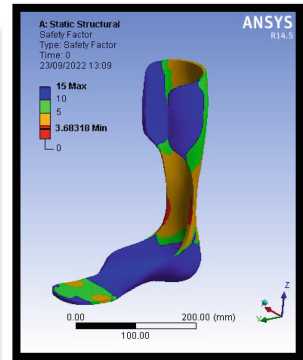 A: Static Structural
Safety Factor
Type: Safety Factor
Time: 0
23/09/2022 13:09
ANSYS
R14.5
15 Max
10
5
3.68318 Min
0
0.00
200.00 (mm)
100.00
Z
Y